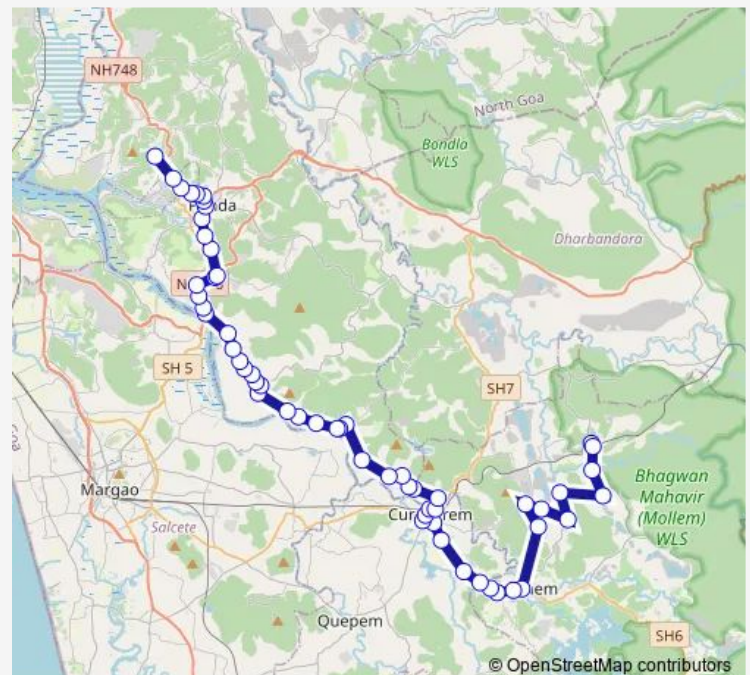 NH748
North Goa
Bondla
WLS
Dharbandora
SH 5
SH7
Margao
Salcete
Bhagwan
Mahavir
(Mollem)
WLS
Quepem
SH6
© OpenStreetMap contributors